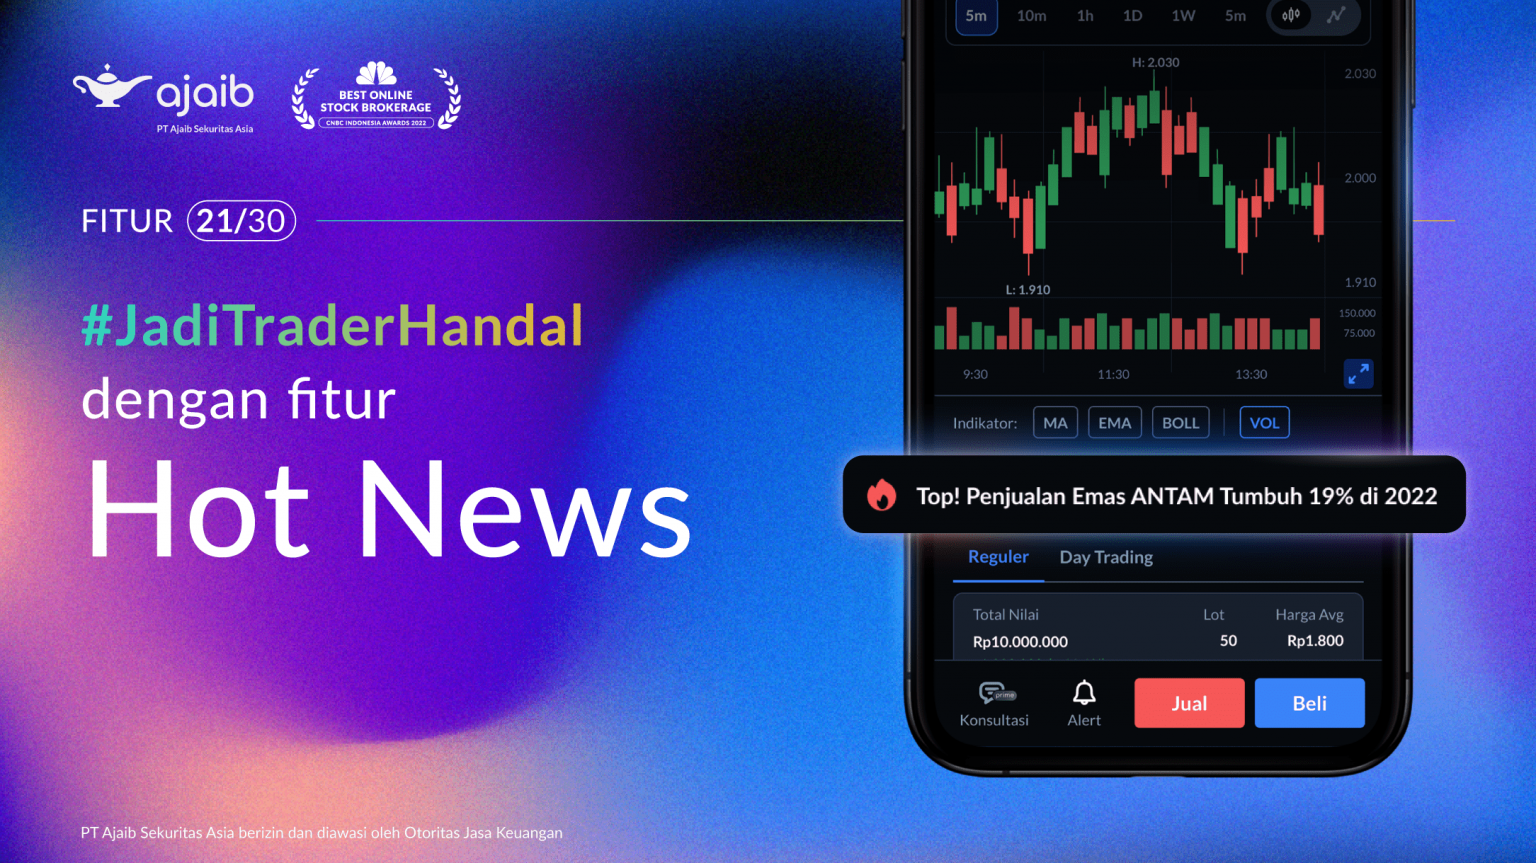 ajaib
PT Ajaib Sekuritas Asia
BEST ONLINE
STOCK BROKERAGE
CNBC INDONESIA AWARDS 2022
FITUR 21/30
#JadiTraderHandal
dengan fitur
Hot News
PT Ajaib Sekuritas Asia berizin dan diawasi oleh Otoritas Jasa Keuangan
5m 10m 1h 1D 1W 5m
H: 2.030
2.030
2.000
1.910
L: 1.910
150.000
75.000
9:30 11:30 13:30
Indikator: MA EMA BOLL VOL
Top! Penjualan Emas ANTAM Tumbuh 19% di 2022
Reguler Day Trading
Total Nilai Lot Harga Avg
Rp10.000.000 50 Rp1.800
prime
Konsultasi Alert Jual Beli